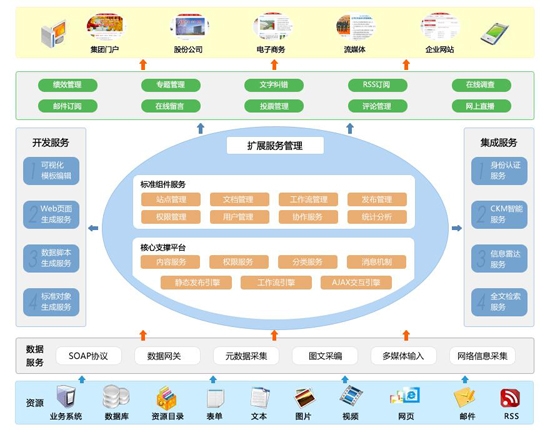 集团门户 股份公司 电子商务 流媒体 企业网站
绩效管理 专题管理 文字纠错 RSS订阅 在线调查
邮件订阅 在线留言 投票管理 评论管理 网上直播
开发服务
1 可视化
模板编辑
2 Web页面
生成服务
3 数据脚本
生成服务
4 标准对象
生成服务
扩展服务管理
标准组件服务
站点管理 文档管理 工作流管理 发布管理
权限管理 用户管理 协作服务 统计分析
核心支撑平台
内容服务 权限服务 分类服务 消息机制
静态发布引擎 工作流引擎 AJAX交互引擎
集成服务
1 身份认证
服务
2 CKM智能
服务
3 信息雷达
服务
4 全文检索
服务
数据
服务
SOAP协议 数据网关 元数据采集 图文采编 多媒体输入 网络信息采集
资源
业务系统 数据库 资源目录 表单 文本 图片 视频 网页 邮件 RSS